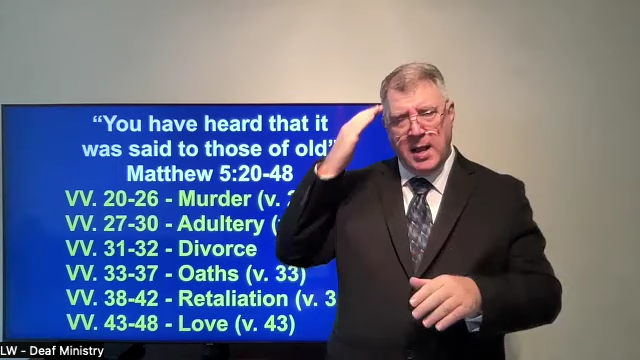 “You have heard that it
was said to those of old”
Matthew 5:20-48
VV. 20-26 - Murder (v.
VV. 27-30 - Adultery (
VV. 31-32 - Divorce
VV. 33-37 - Oaths (v. 33)
VV. 38-42 - Retaliation (v. 3
VV. 43-48 - Love (v. 43)
LW - Deaf Ministry